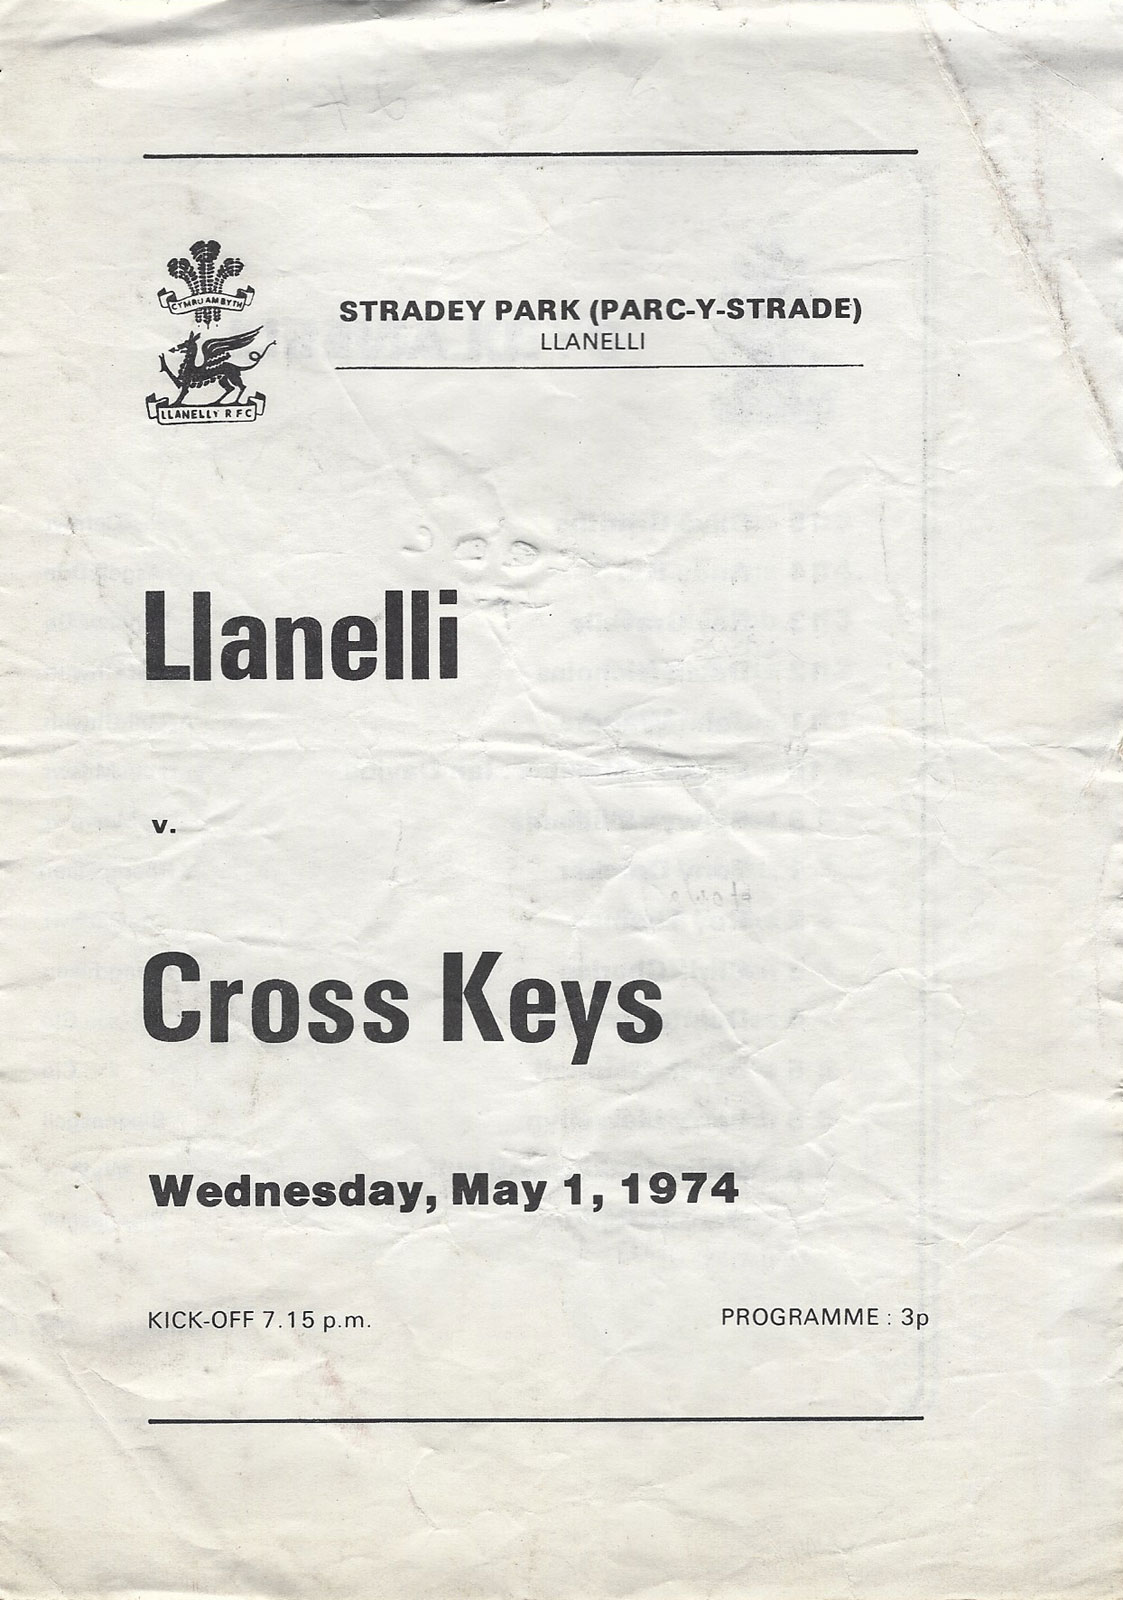 CYMRU AM BYTH
LLANELLY RFC
STRADEY PARK (PARC-Y-STRADE)
LLANELLI
Llanelli
v.
Cross Keys
Wednesday, May 1, 1974
KICK-OFF 7.15 p.m.
PROGRAMME : 3p